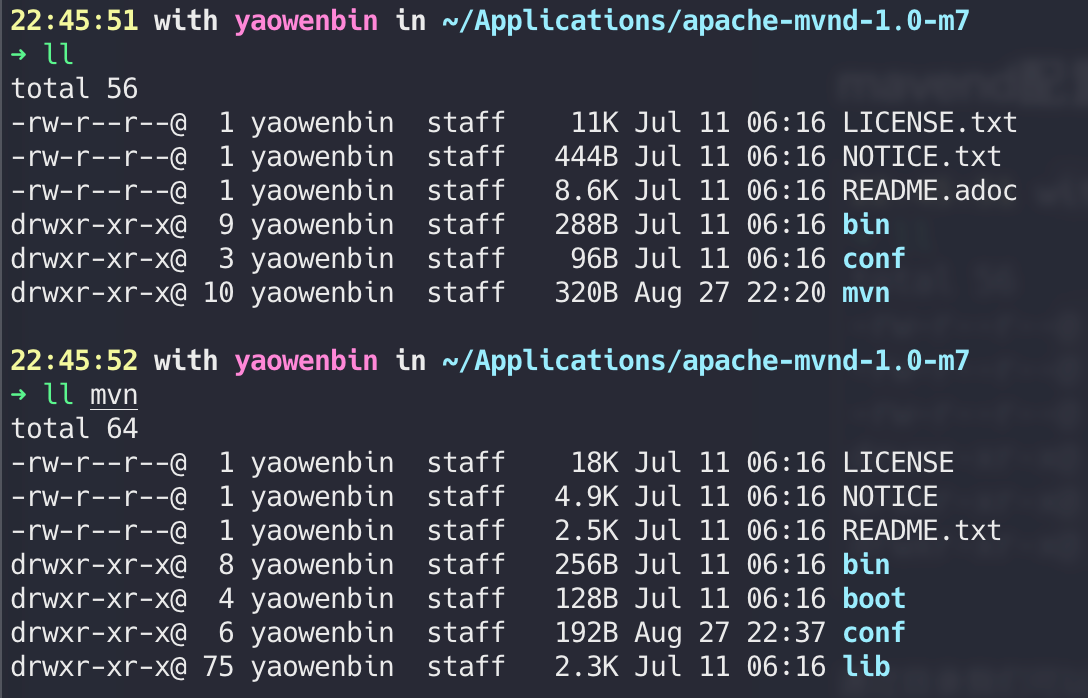 22:45:51 with yaowenbin in ~/Applications/apache-mvnd-1.0-m7
→ ll
total 56
-rw-r--r--@  1 yaowenbin  staff    11K Jul 11 06:16 LICENSE.txt
-rw-r--r--@  1 yaowenbin  staff   444B Jul 11 06:16 NOTICE.txt
-rw-r--r--@  1 yaowenbin  staff   8.6K Jul 11 06:16 README.adoc
drwxr-xr-x@  9 yaowenbin  staff   288B Jul 11 06:16 bin
drwxr-xr-x@  3 yaowenbin  staff    96B Jul 11 06:16 conf
drwxr-xr-x@ 10 yaowenbin  staff   320B Aug 27 22:20 mvn
22:45:52 with yaowenbin in ~/Applications/apache-mvnd-1.0-m7
→ ll mvn
total 64
-rw-r--r--@  1 yaowenbin  staff    18K Jul 11 06:16 LICENSE
-rw-r--r--@  1 yaowenbin  staff   4.9K Jul 11 06:16 NOTICE
-rw-r--r--@  1 yaowenbin  staff   2.5K Jul 11 06:16 README.txt
drwxr-xr-x@  8 yaowenbin  staff   256B Jul 11 06:16 bin
drwxr-xr-x@  4 yaowenbin  staff   128B Jul 11 06:16 boot
drwxr-xr-x@  6 yaowenbin  staff   192B Aug 27 22:37 conf
drwxr-xr-x@ 75 yaowenbin  staff   2.3K Jul 11 06:16 lib